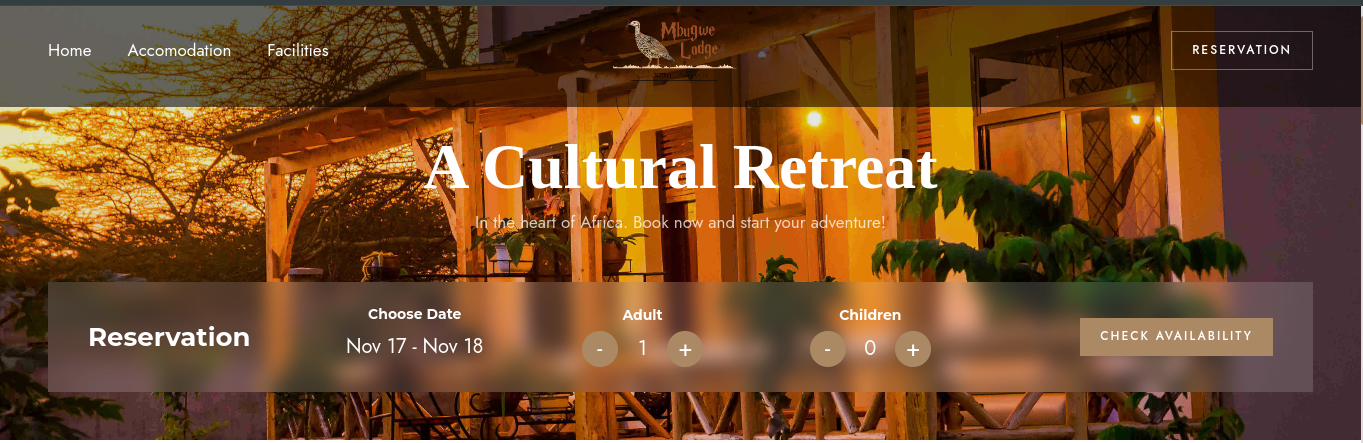 Home
Accomodation
Facilities
Mbugwe
Lodge
RESERVATION
A Cultural Retreat
In the heart of Africa. Book now and start your adventure!
Reservation
Choose Date
Nov 17 - Nov 18
Adult
- 1 +
Children
- 0 +
CHECK AVAILABILITY